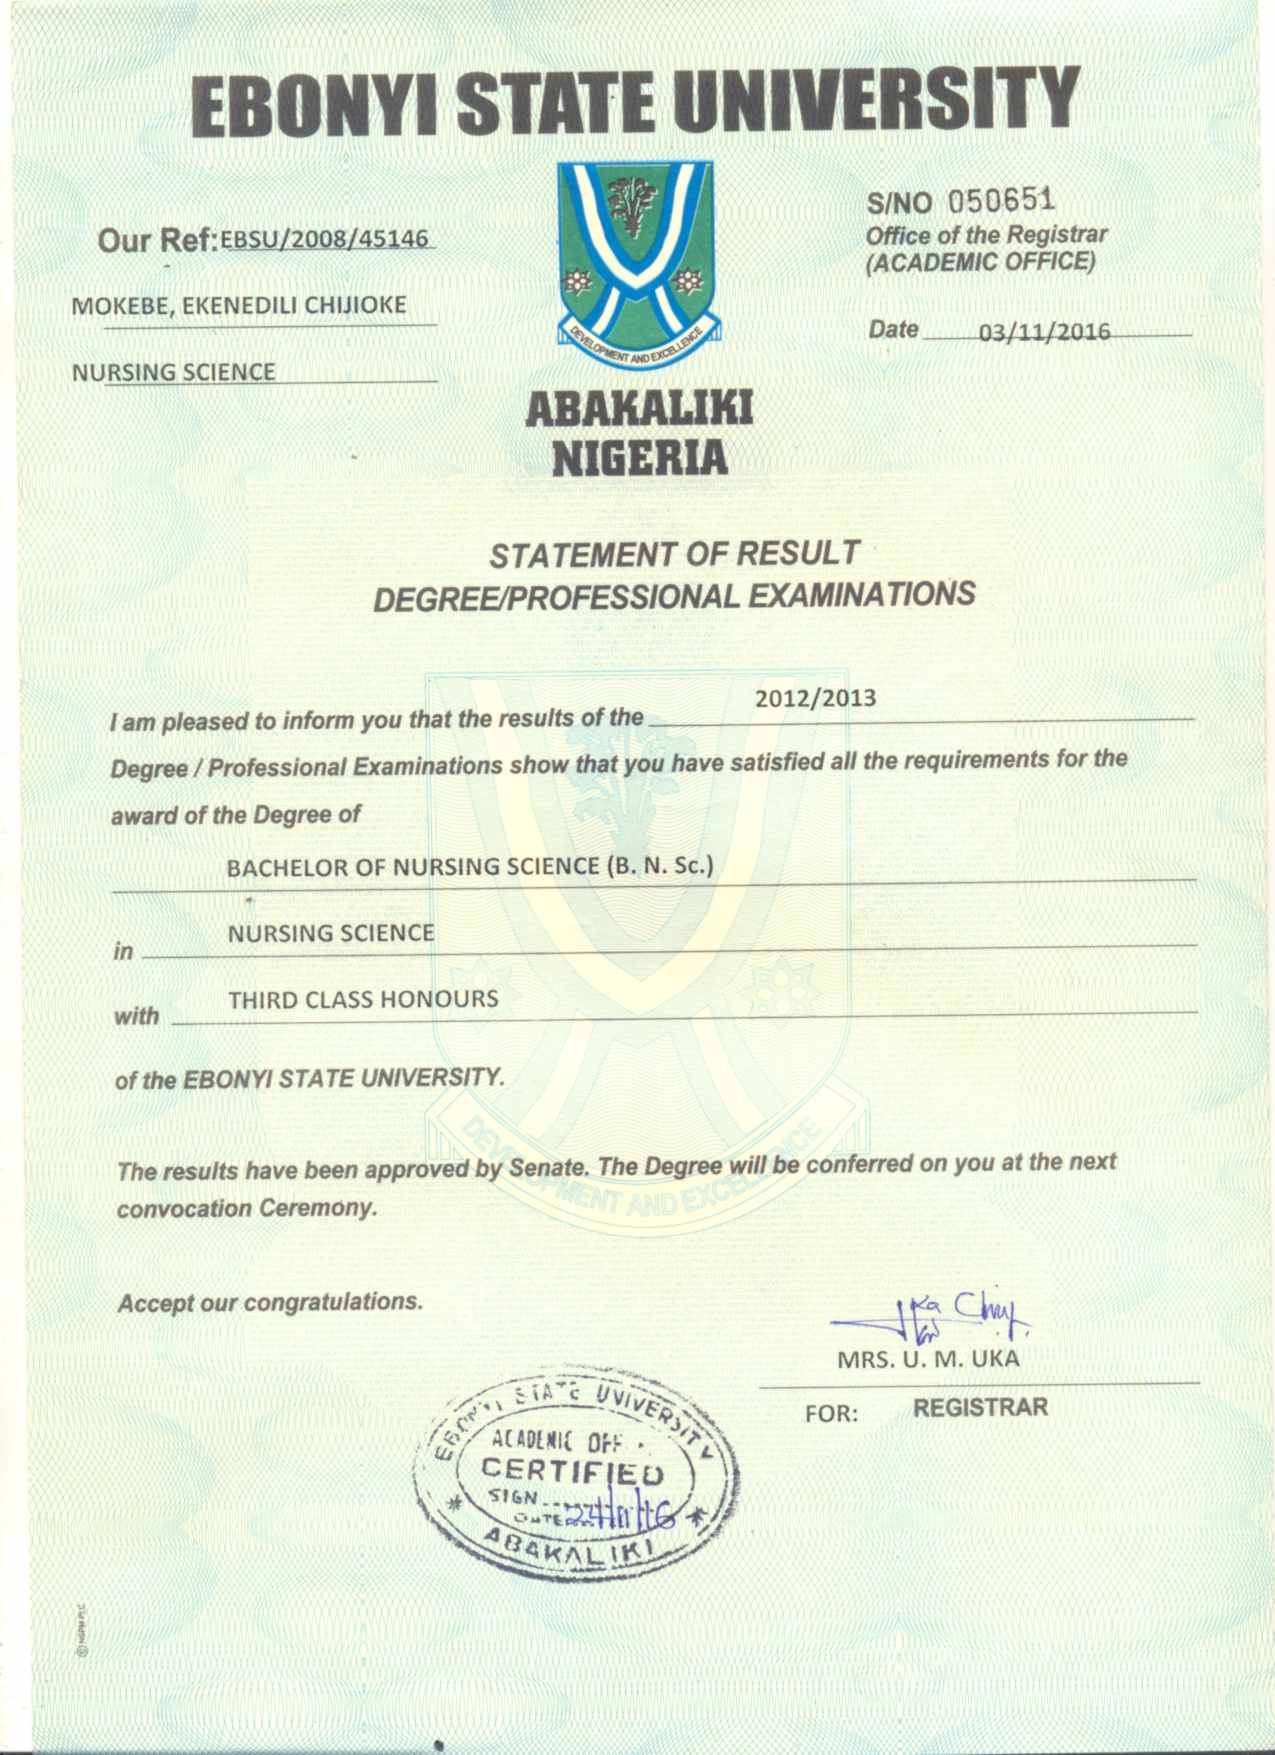 EBONYI STATE UNIVERSITY
S/NO 050651
Our Ref:EBSU/2008/45146
Office of the Registrar
(ACADEMIC OFFICE)
MOKEBE, EKENEDILI CHIJIOKE
Date 03/11/2016
NURSING SCIENCE
DEVELOPMENT AND EXCELLENCE
ABAKALIKI
NIGERIA
STATEMENT OF RESULT
DEGREE/PROFESSIONAL EXAMINATIONS
I am pleased to inform you that the results of the 2012/2013
Degree / Professional Examinations show that you have satisfied all the requirements for the
award of the Degree of
BACHELOR OF NURSING SCIENCE (B. N. Sc.)
in NURSING SCIENCE
with THIRD CLASS HONOURS
of the EBONYI STATE UNIVERSITY.
DEVELOPMENT AND EXCELLENCE
The results have been approved by Senate. The Degree will be conferred on you at the next
convocation Ceremony.
Accept our congratulations.
MRS. U. M. UKA
FOR: REGISTRAR
EBONYI STATE UNIVERSITY
ACADEMIC OFF
CERTIFIED
SIGN
DATE 24/11/16
ABAKALIKI
© NSPM PLC